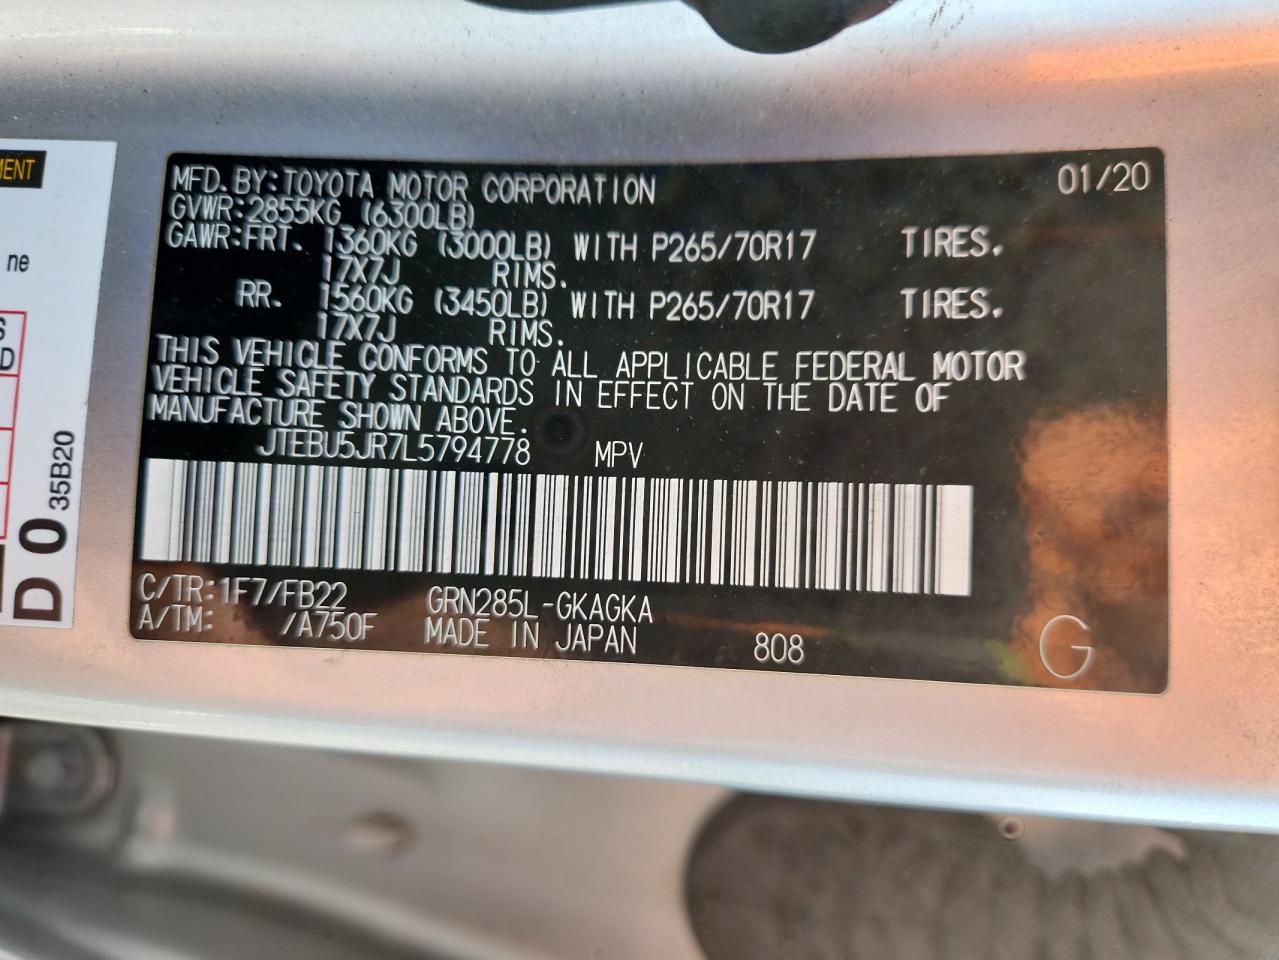 MENT
ne
S
D
D 0 35B20
MFD. BY: TOYOTA MOTOR CORPORATION 01/20
GVWR: 2855KG (6300LB)
GAWR: FRT. 1360KG (3000LB) WITH P265/70R17 TIRES.
17X7J RIMS.
RR. 1560KG (3450LB) WITH P265/70R17 TIRES.
17X7J RIMS.
THIS VEHICLE CONFORMS TO ALL APPLICABLE FEDERAL MOTOR
VEHICLE SAFETY STANDARDS IN EFFECT ON THE DATE OF
MANUFACTURE SHOWN ABOVE.
JTEBU5JR7L5794778 MPV
C/TR: 1F7/FB22 GRN285L-GKAGKA
A/TM: /A750F MADE IN JAPAN 808 G